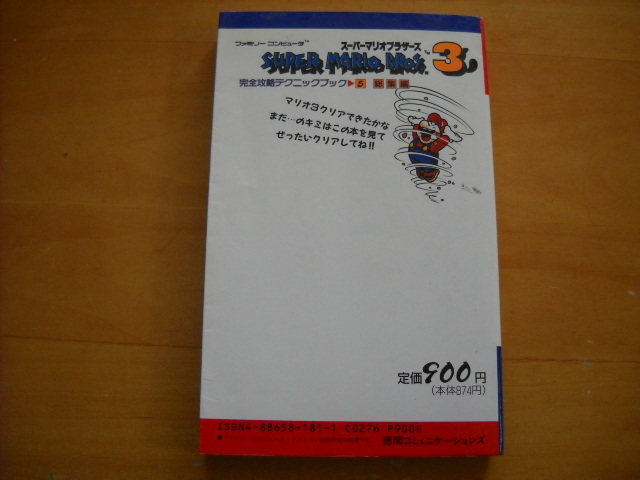 ファミリー コンピュータ™
スーパーマリオブラザーズ
SUPER MARIO BROS.™ 3
完全攻略テクニックブック▶5 総集編
マリオ3クリアできたかな
まだ…のキミはこの本を見て
ぜったいクリアしてね!!
定価900円
(本体874円)
ISBN4-88658-181-1 C0276 P900E
徳間コミュニケーションズ